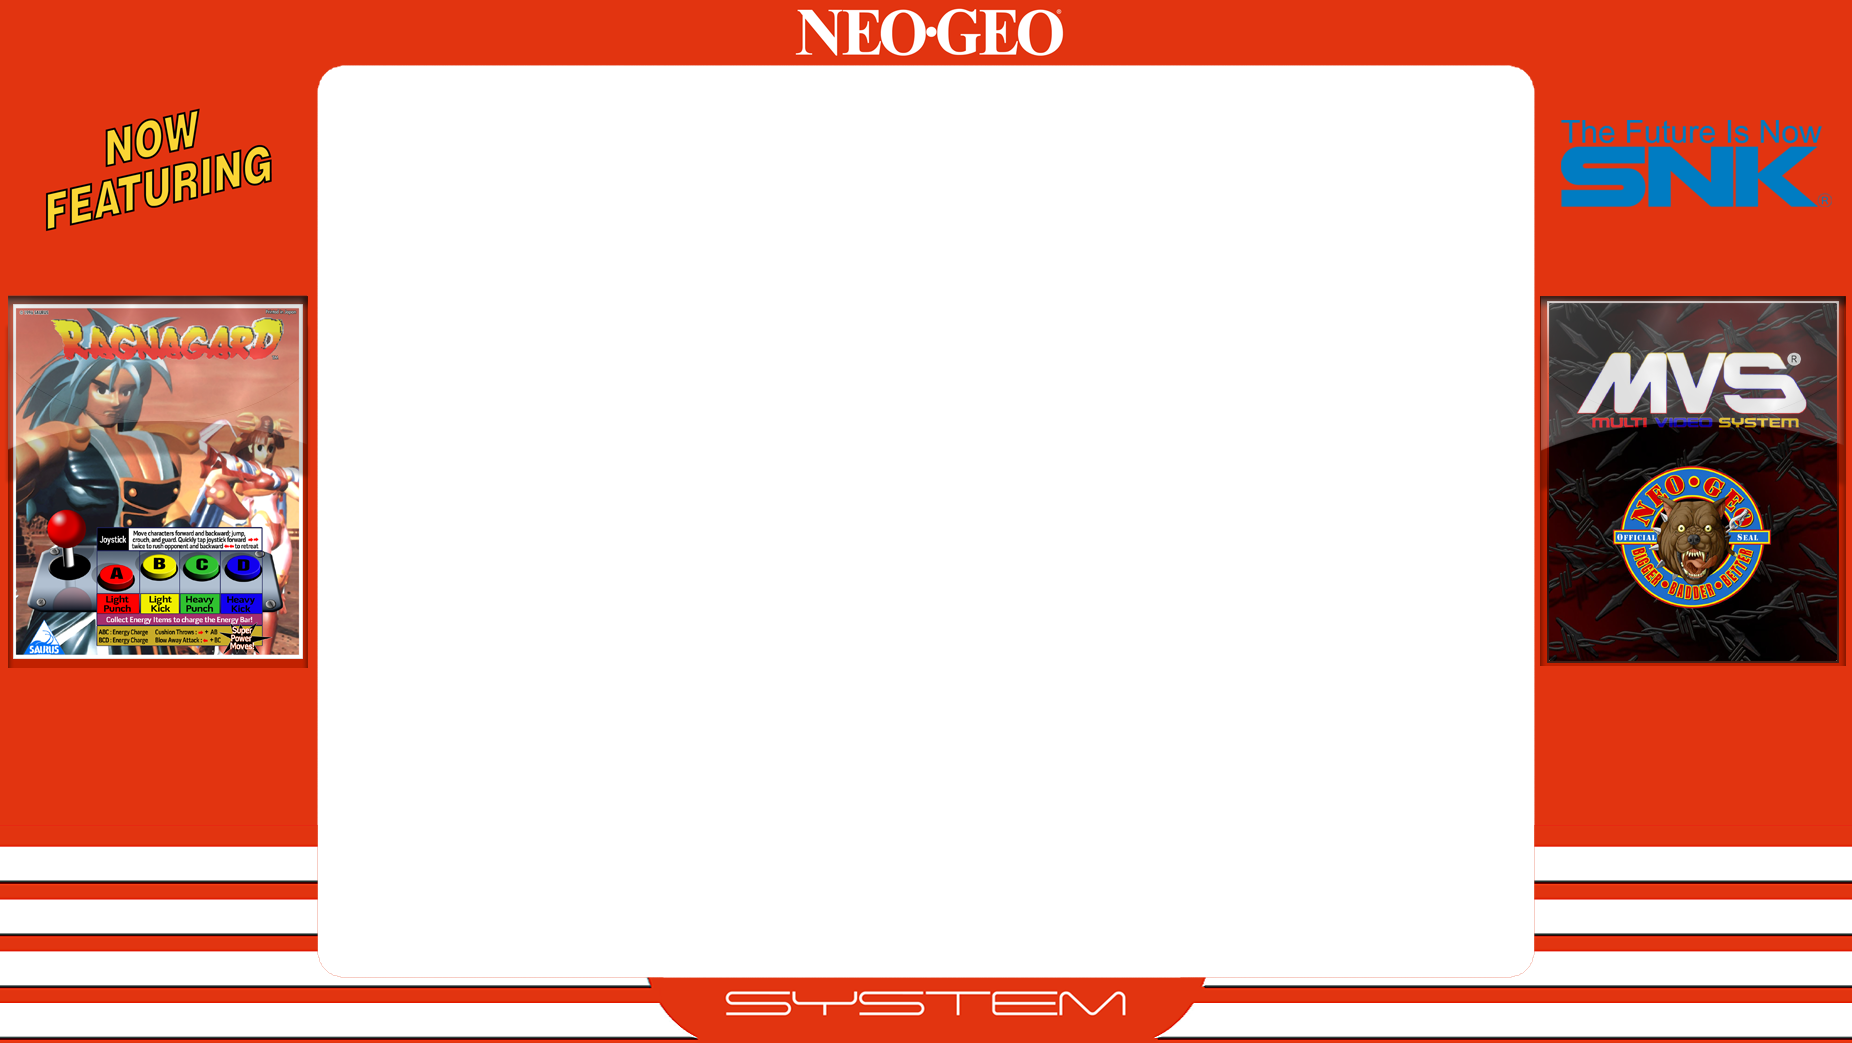 NEO•GEO®
NOW
FEATURING
The Future Is Now
SNK®
RAGNAGARD
Joystick
Move characters forward and backward; jump,
crouch, and guard. Quickly tap joystick forward
twice to rush opponent and backward to retreat
A B C D
Light Punch
Light Kick
Heavy Punch
Heavy Kick
Collect Energy Items to charge the Energy Bar!
ABC : Energy Charge Cushion Throws : + AB
BCD : Energy Charge Blow Away Attack : + BC
Super
Power
Moves!
SAURUS
MVS®
MULTI VIDEO SYSTEM
NEO•GEO
OFFICIAL SEAL
BIGGER•BADDER•BETTER
SYSTEM